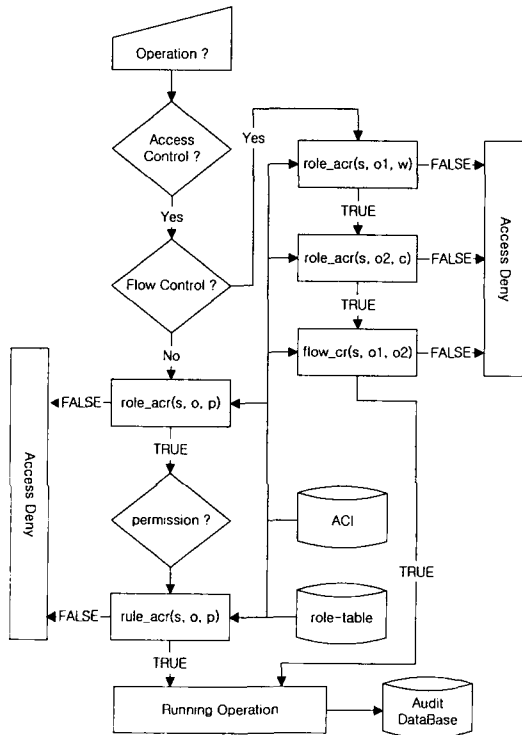 Operation ?
Access
Control ?
Yes
Yes
Flow Control ?
No
role_acr(s, o1, w)
FALSE
TRUE
role_acr(s, o2, c)
FALSE
TRUE
flow_cr(s, o1, o2)
FALSE
Access Deny
role_acr(s, o, p)
FALSE
TRUE
Access Deny
permission ?
ACI
TRUE
rule_acr(s, o, p)
FALSE
role-table
TRUE
Running Operation
Audit
DataBase